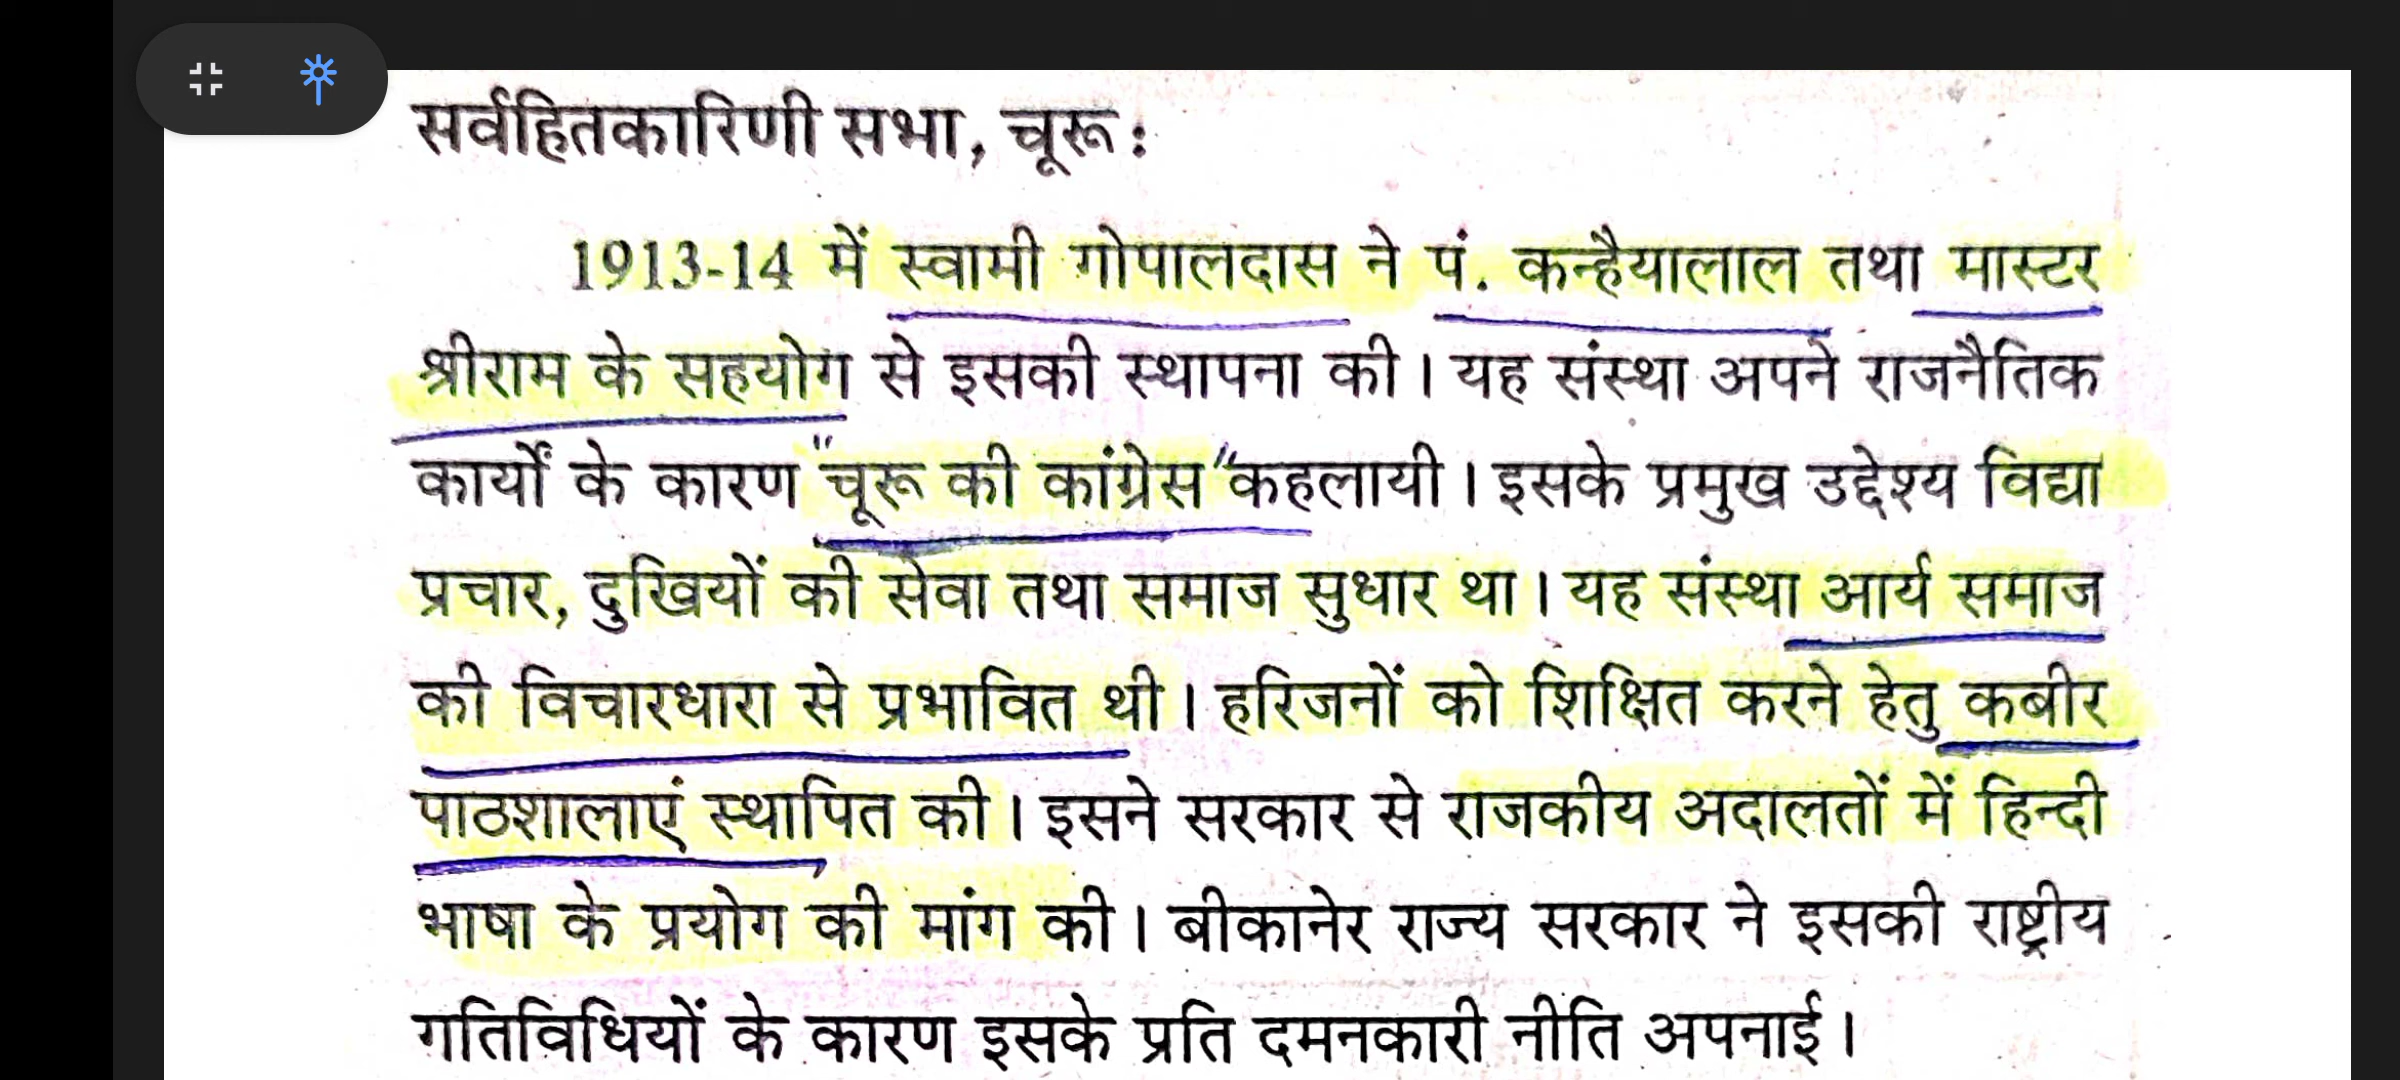 सर्वहितकारिणी सभा, चूरू :
1913-14 में स्वामी गोपालदास ने पं. कन्हैयालाल तथा मास्टर
श्रीराम के सहयोग से इसकी स्थापना की। यह संस्था अपने राजनैतिक
कार्यों के कारण "चूरू की कांग्रेस" कहलायी। इसके प्रमुख उद्देश्य विद्या
प्रचार, दुखियों की सेवा तथा समाज सुधार था। यह संस्था आर्य समाज
की विचारधारा से प्रभावित थी। हरिजनों को शिक्षित करने हेतु कबीर
पाठशालाएं स्थापित की। इसने सरकार से राजकीय अदालतों में हिन्दी
भाषा के प्रयोग की मांग की। बीकानेर राज्य सरकार ने इसकी राष्ट्रीय
गतिविधियों के कारण इसके प्रति दमनकारी नीति अपनाई।